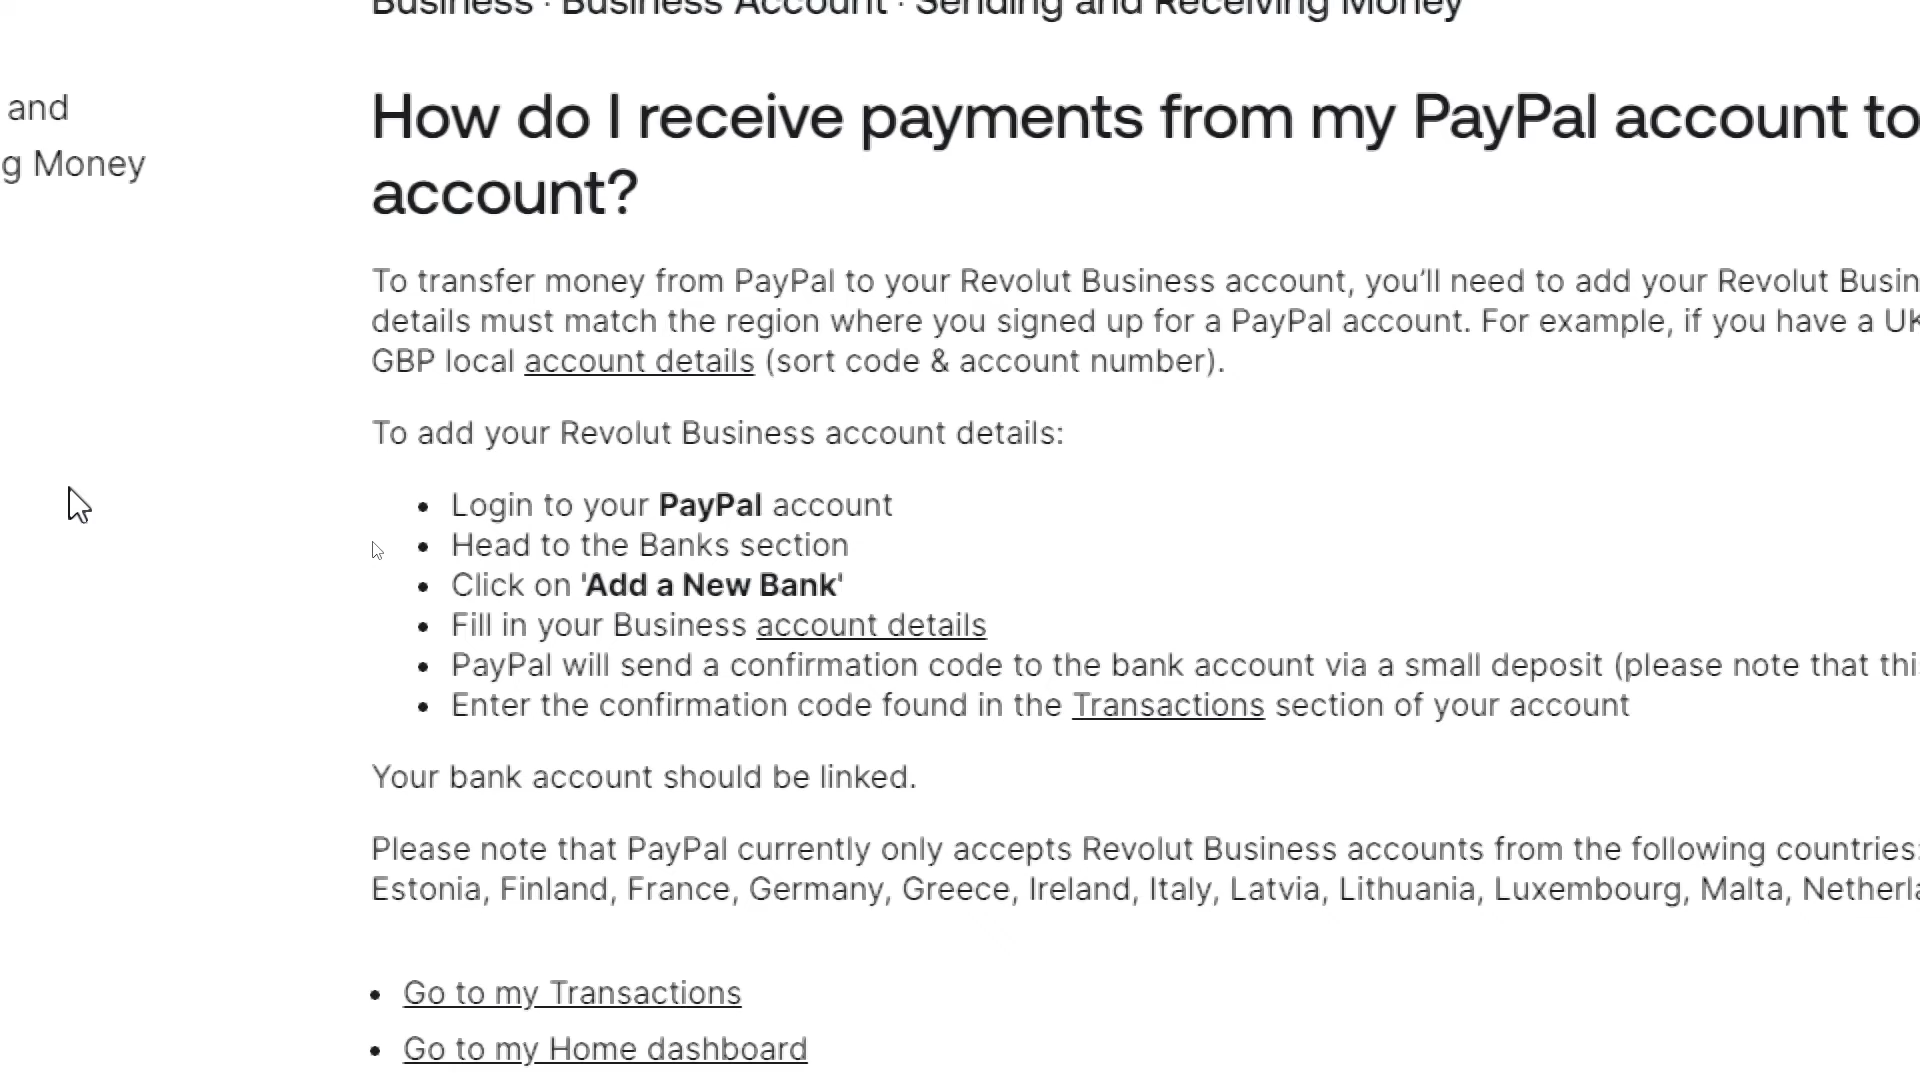 Business · Business Account · Sending and Receiving Money
and
g Money
How do I receive payments from my PayPal account to
account?
To transfer money from PayPal to your Revolut Business account, you’ll need to add your Revolut Busin
details must match the region where you signed up for a PayPal account. For example, if you have a UK
GBP local account details (sort code & account number).
To add your Revolut Business account details:
• Login to your PayPal account
• Head to the Banks section
• Click on 'Add a New Bank'
• Fill in your Business account details
• PayPal will send a confirmation code to the bank account via a small deposit (please note that thi
• Enter the confirmation code found in the Transactions section of your account
Your bank account should be linked.
Please note that PayPal currently only accepts Revolut Business accounts from the following countries:
Estonia, Finland, France, Germany, Greece, Ireland, Italy, Latvia, Lithuania, Luxembourg, Malta, Netherla
• Go to my Transactions
• Go to my Home dashboard